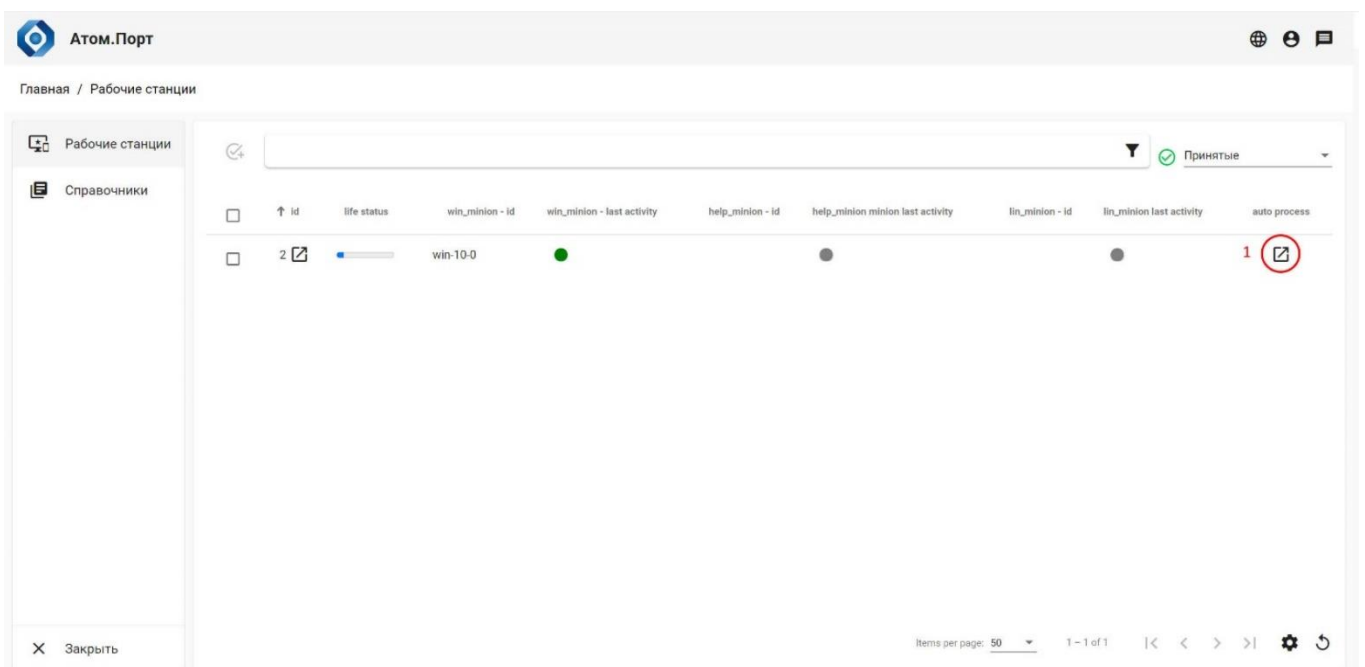 Атом.Порт
Главная / Рабочие станции
Рабочие станции
Справочники
Принятые
id life status win_minion - id win_minion - last activity help_minion - id help_minion minion last activity lin_minion - id lin_minion last activity auto process
2 win-10-0 1
Закрыть
Items per page: 50 1 – 1 of 1